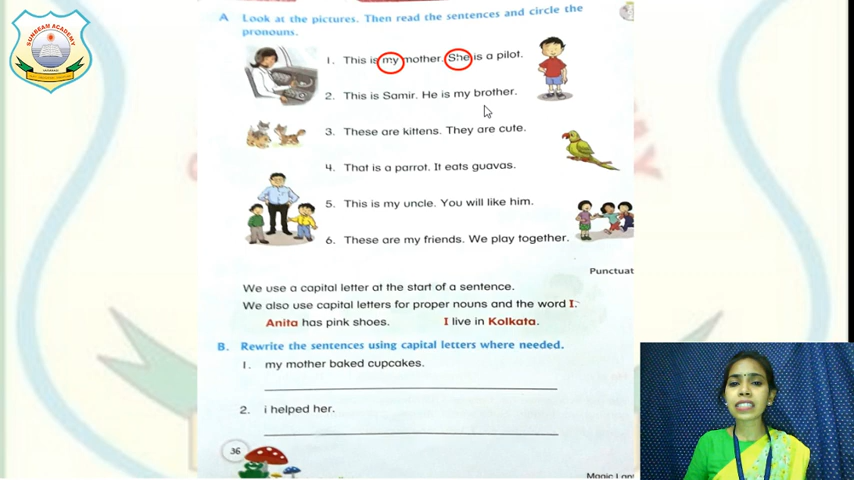 SUNBEAM ACADEMY
A Look at the pictures. Then read the sentences and circle the
pronouns.
1. This is my mother. She is a pilot.
2. This is Samir. He is my brother.
3. These are kittens. They are cute.
4. That is a parrot. It eats guavas.
5. This is my uncle. You will like him.
6. These are my friends. We play together.
Punctuat
We use a capital letter at the start of a sentence.
We also use capital letters for proper nouns and the word I.
Anita has pink shoes. I live in Kolkata.
B. Rewrite the sentences using capital letters where needed.
1. my mother baked cupcakes.
2. i helped her.
36
Magic Lan